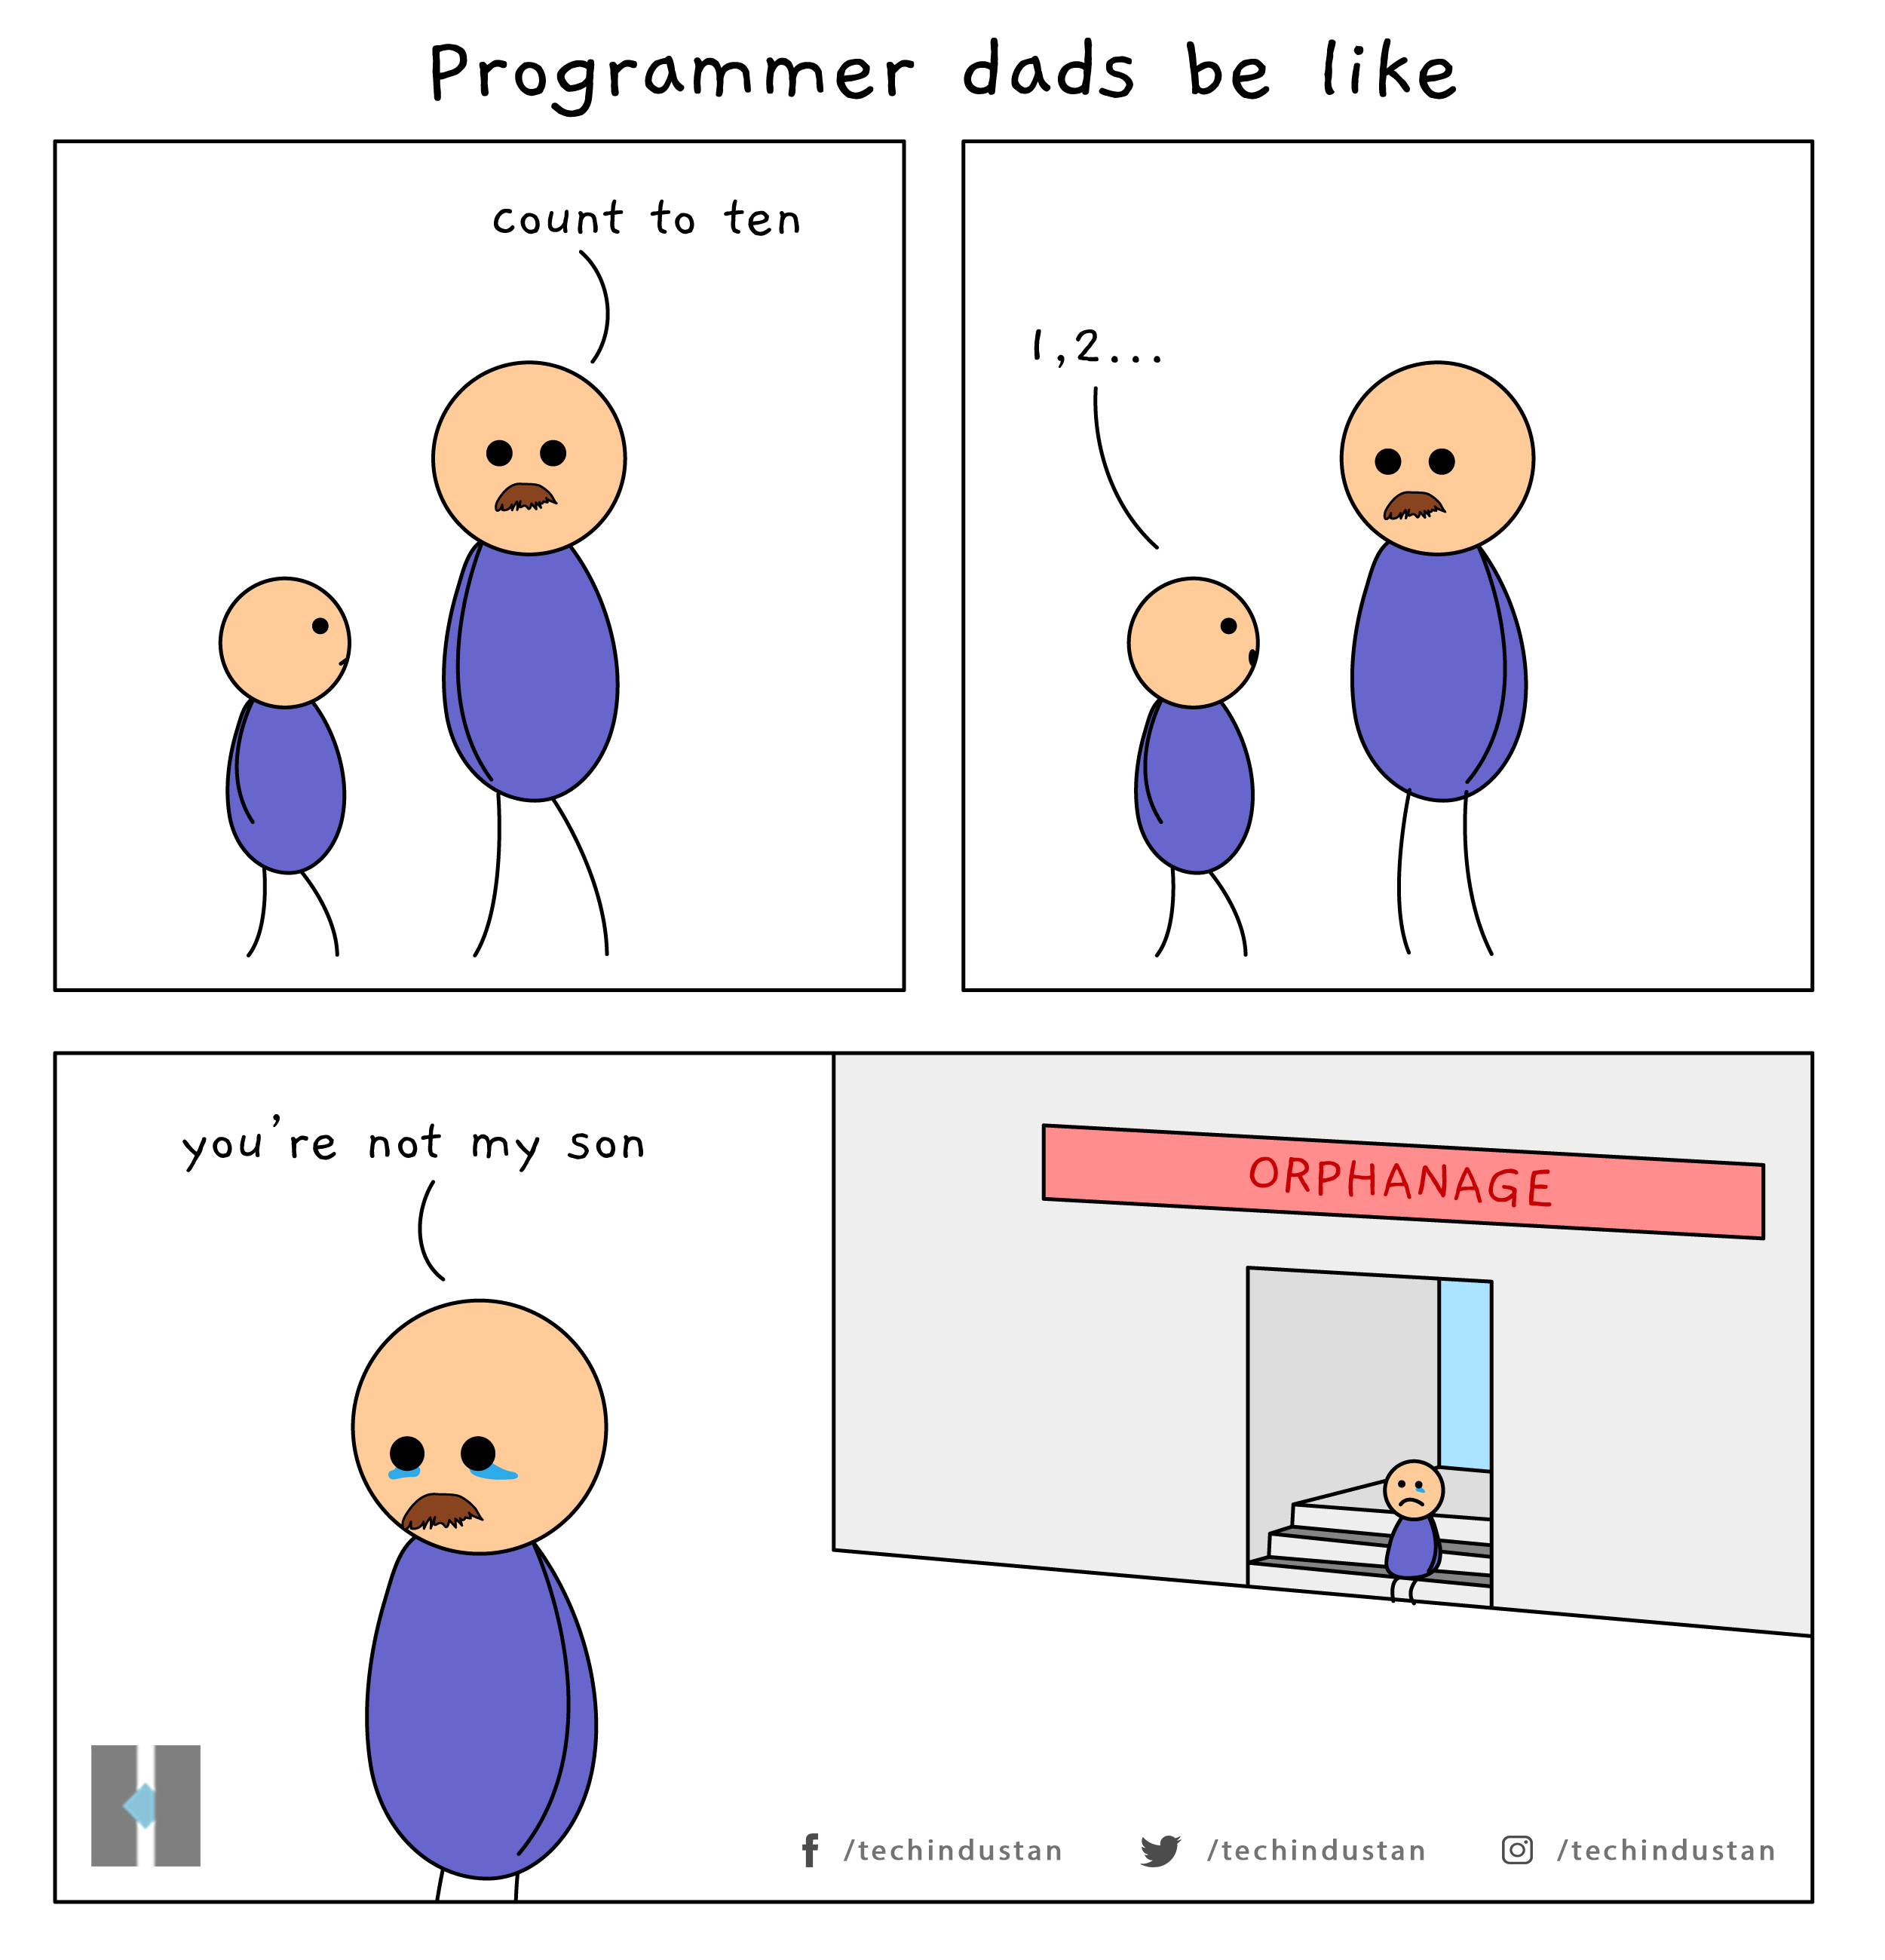 Programmer dads be like
count to ten
1,2...
you're not my son
ORPHANAGE
/techindustan /techindustan /techindustan